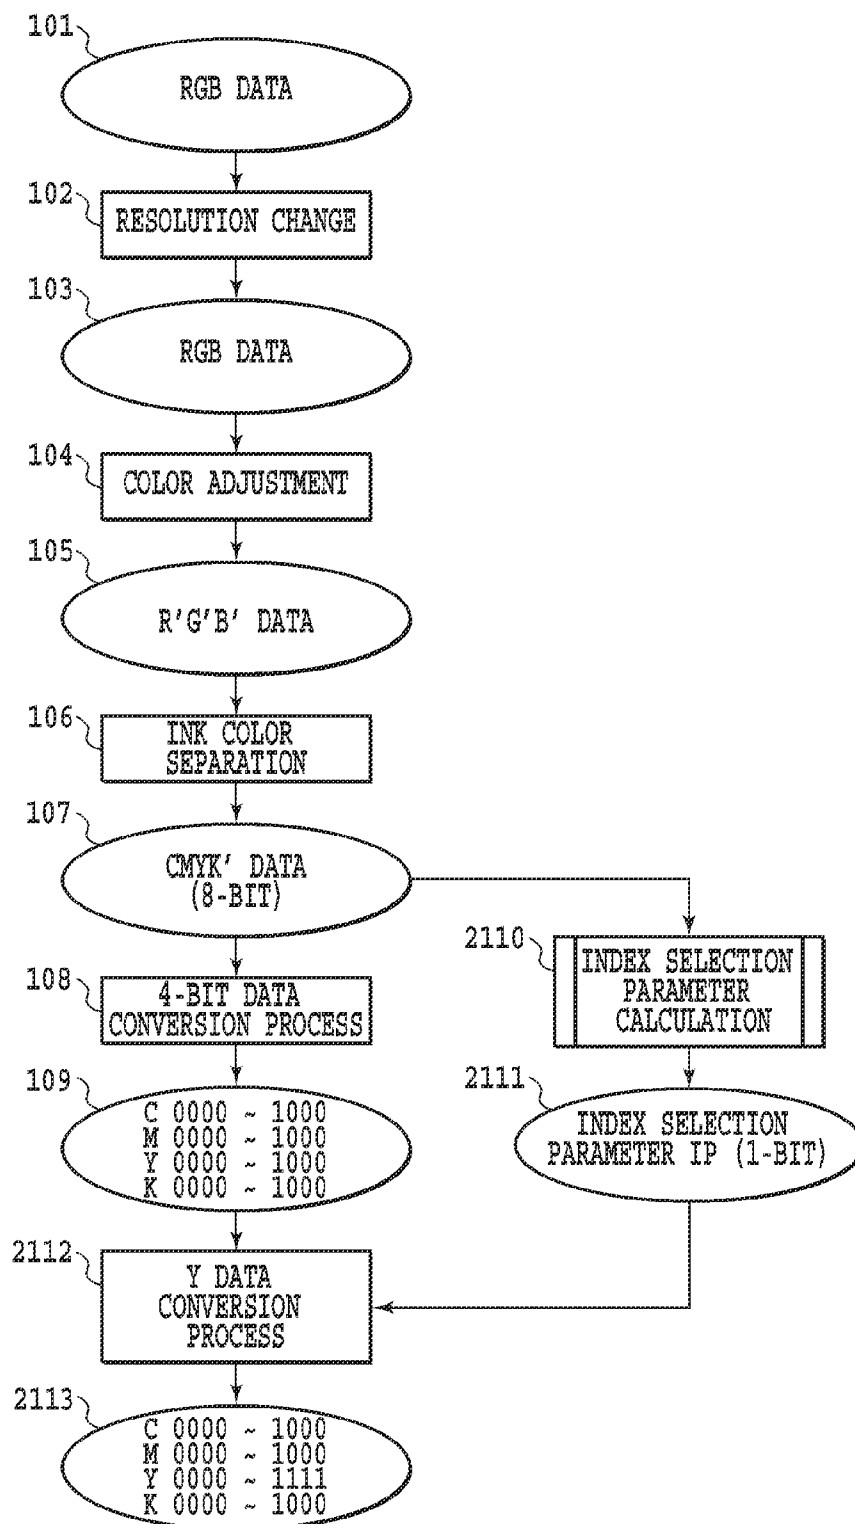 101
RGB DATA
102
RESOLUTION CHANGE
103
RGB DATA
104
COLOR ADJUSTMENT
105
R'G'B' DATA
106
INK COLOR
SEPARATION
107
CMYK' DATA
(8-BIT)
2110
INDEX SELECTION
PARAMETER
CALCULATION
108
4-BIT DATA
CONVERSION PROCESS
2111
INDEX SELECTION
PARAMETER IP (1-BIT)
109
C 0000 ~ 1000
M 0000 ~ 1000
Y 0000 ~ 1000
K 0000 ~ 1000
2112
Y DATA
CONVERSION
PROCESS
2113
C 0000 ~ 1000
M 0000 ~ 1000
Y 0000 ~ 1111
K 0000 ~ 1000